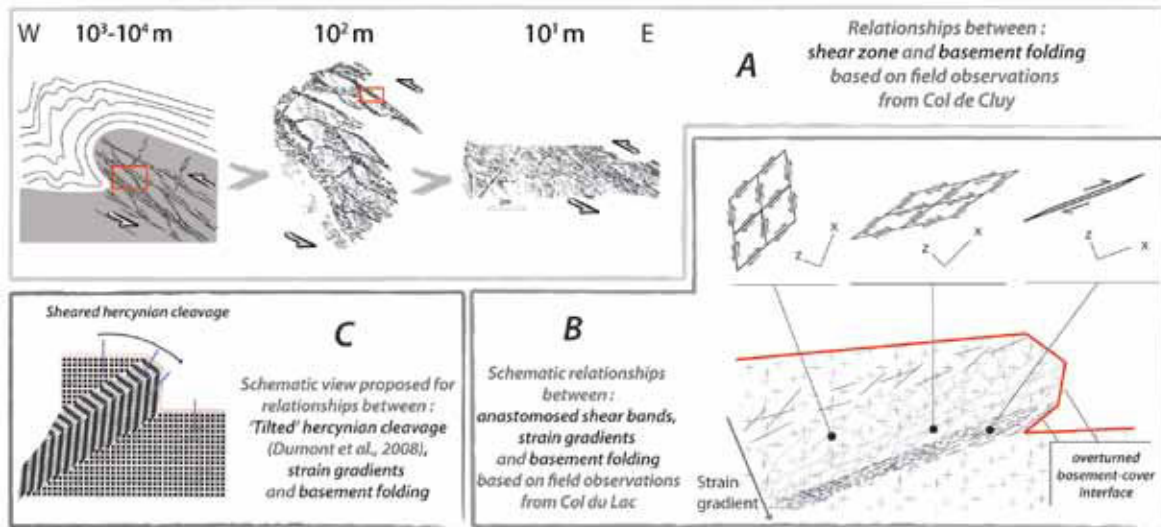 W
10³-10⁴ m
10² m
10¹ m
E
A
Relationships between :
shear zone and basement folding
based on field observations
from Col de Cluy
z
x
z
x
z
x
Sheared hercynian cleavage
C
Schematic view proposed for
relationships between :
'Tilted' hercynian cleavage
(Dumont et al., 2008),
strain gradients
and basement folding
B
Schematic relationships
between :
anastomosed shear bands,
strain gradients
and basement folding
based on field observations
from Col du Lac
Strain
gradient
overturned
basement-cover
interface